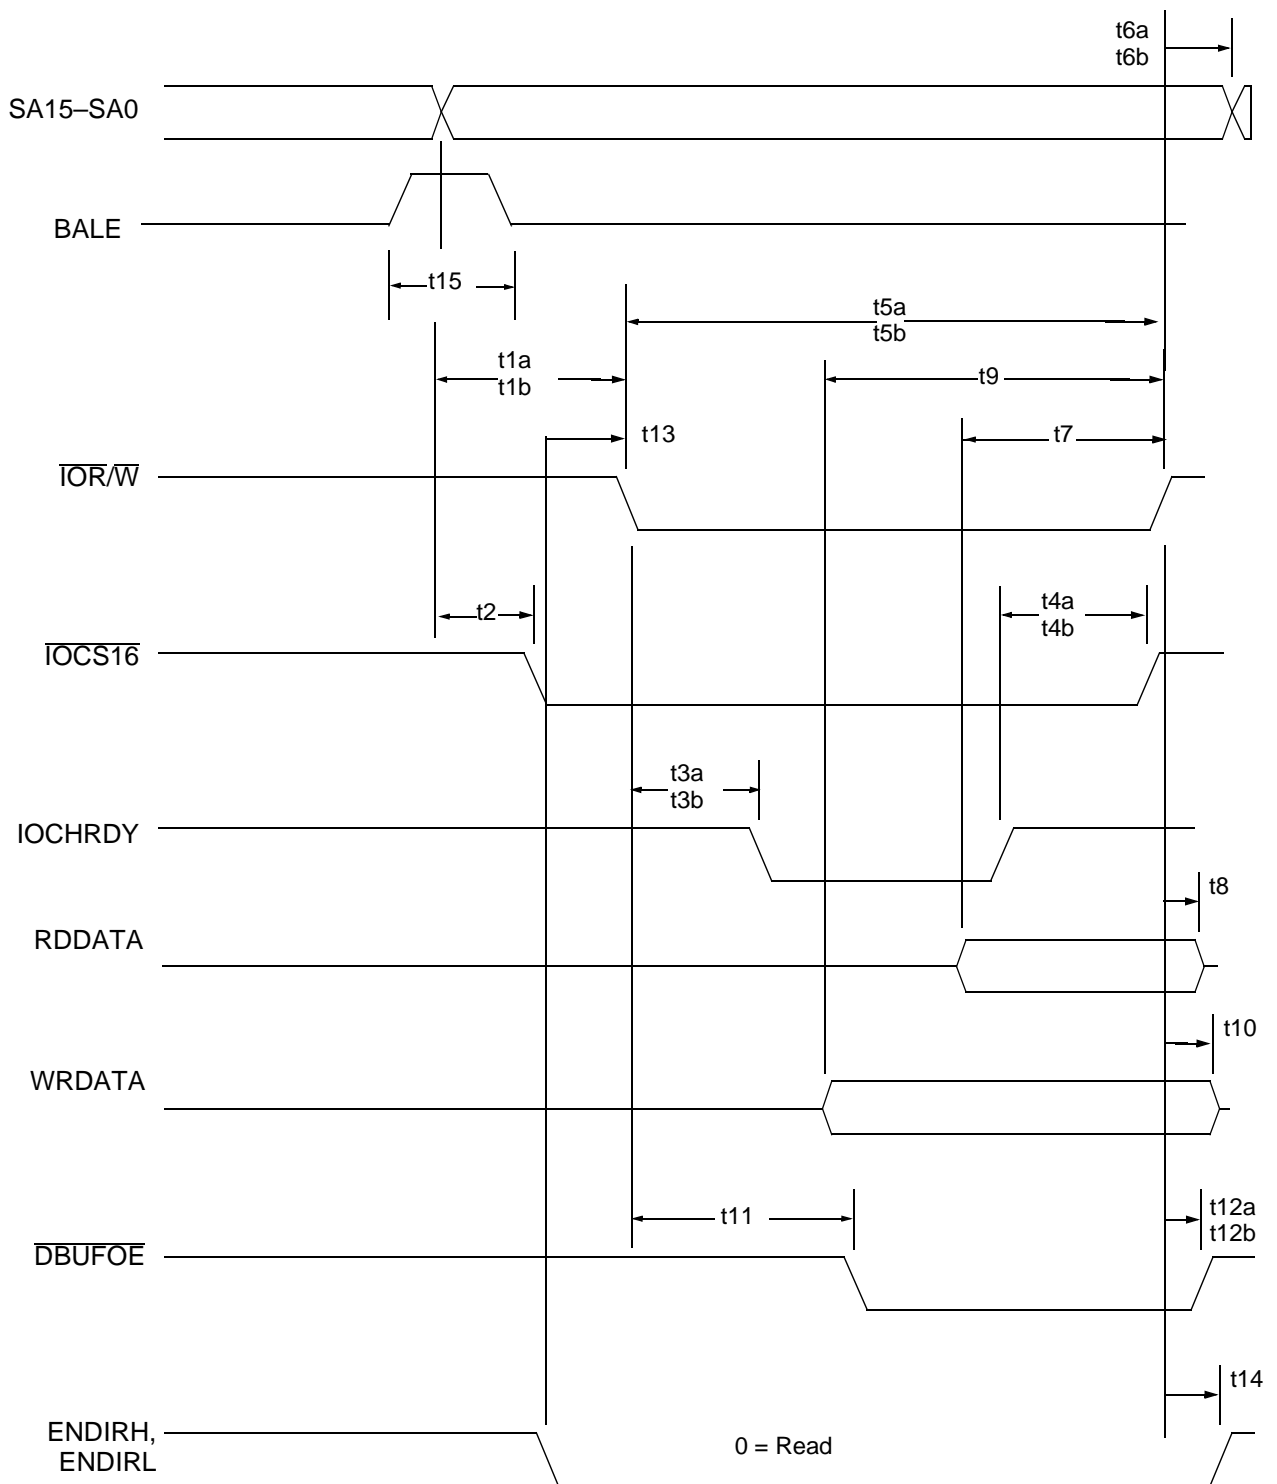 t6a
t6b
SA15–SA0
BALE
t15
t5a
t5b
t1a
t1b
t9
t13
t7
IOR/W
t2
t4a
t4b
IOCS16
t3a
t3b
IOCHRDY
t8
RDDATA
t10
WRDATA
t11
t12a
t12b
DBUFOE
t14
ENDIRH,
ENDIRL
0 = Read